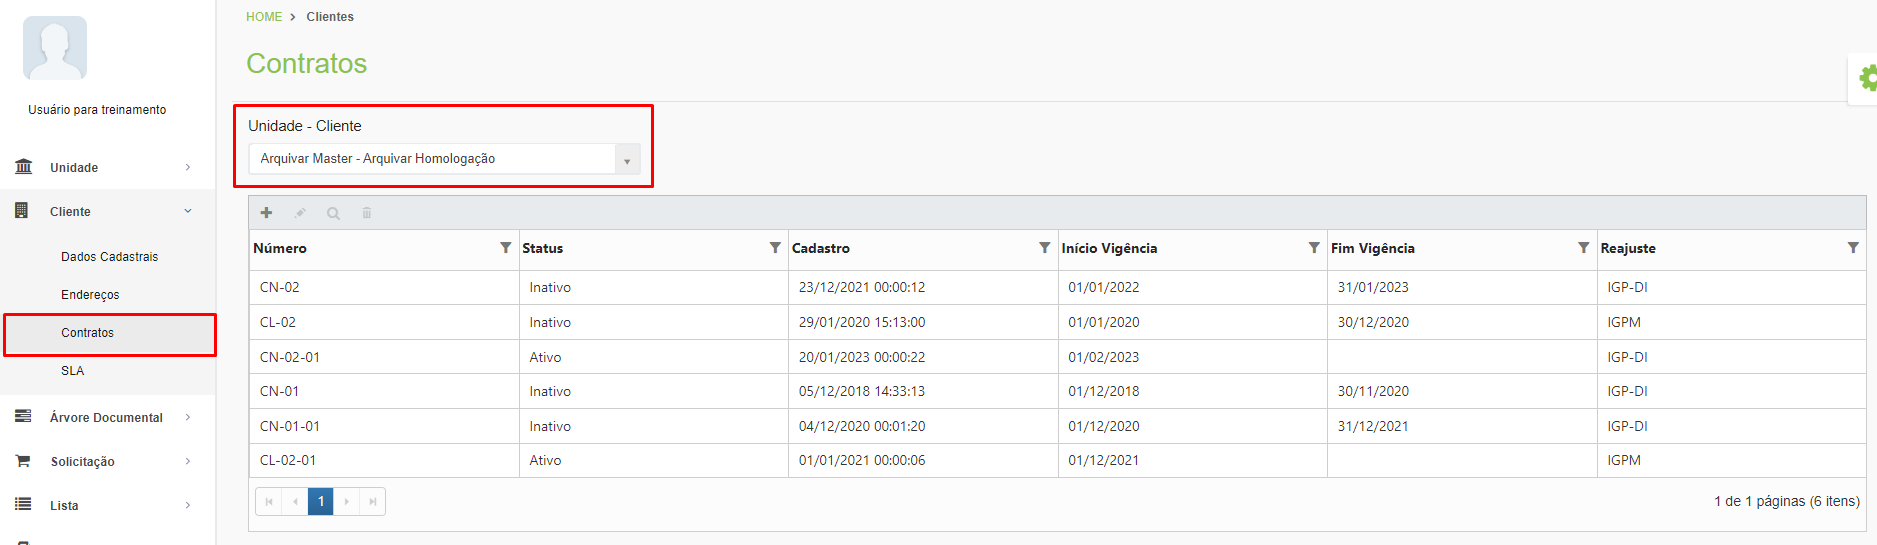 HOME > Clientes
Contratos
Usuário para treinamento
Unidade
Cliente
Dados Cadastrais
Endereços
Contratos
SLA
Árvore Documental
Solicitação
Lista
Unidade - Cliente
Arquivar Master - Arquivar Homologação
Número Status Cadastro Início Vigência Fim Vigência Reajuste
CN-02 Inativo 23/12/2021 00:00:12 01/01/2022 31/01/2023 IGP-DI
CL-02 Inativo 29/01/2020 15:13:00 01/01/2020 30/12/2020 IGPM
CN-02-01 Ativo 20/01/2023 00:00:22 01/02/2023 IGP-DI
CN-01 Inativo 05/12/2018 14:33:13 01/12/2018 30/11/2020 IGP-DI
CN-01-01 Inativo 04/12/2020 00:01:20 01/12/2020 31/12/2021 IGP-DI
CL-02-01 Ativo 01/01/2021 00:00:06 01/12/2021 IGPM
1
1 de 1 páginas (6 itens)